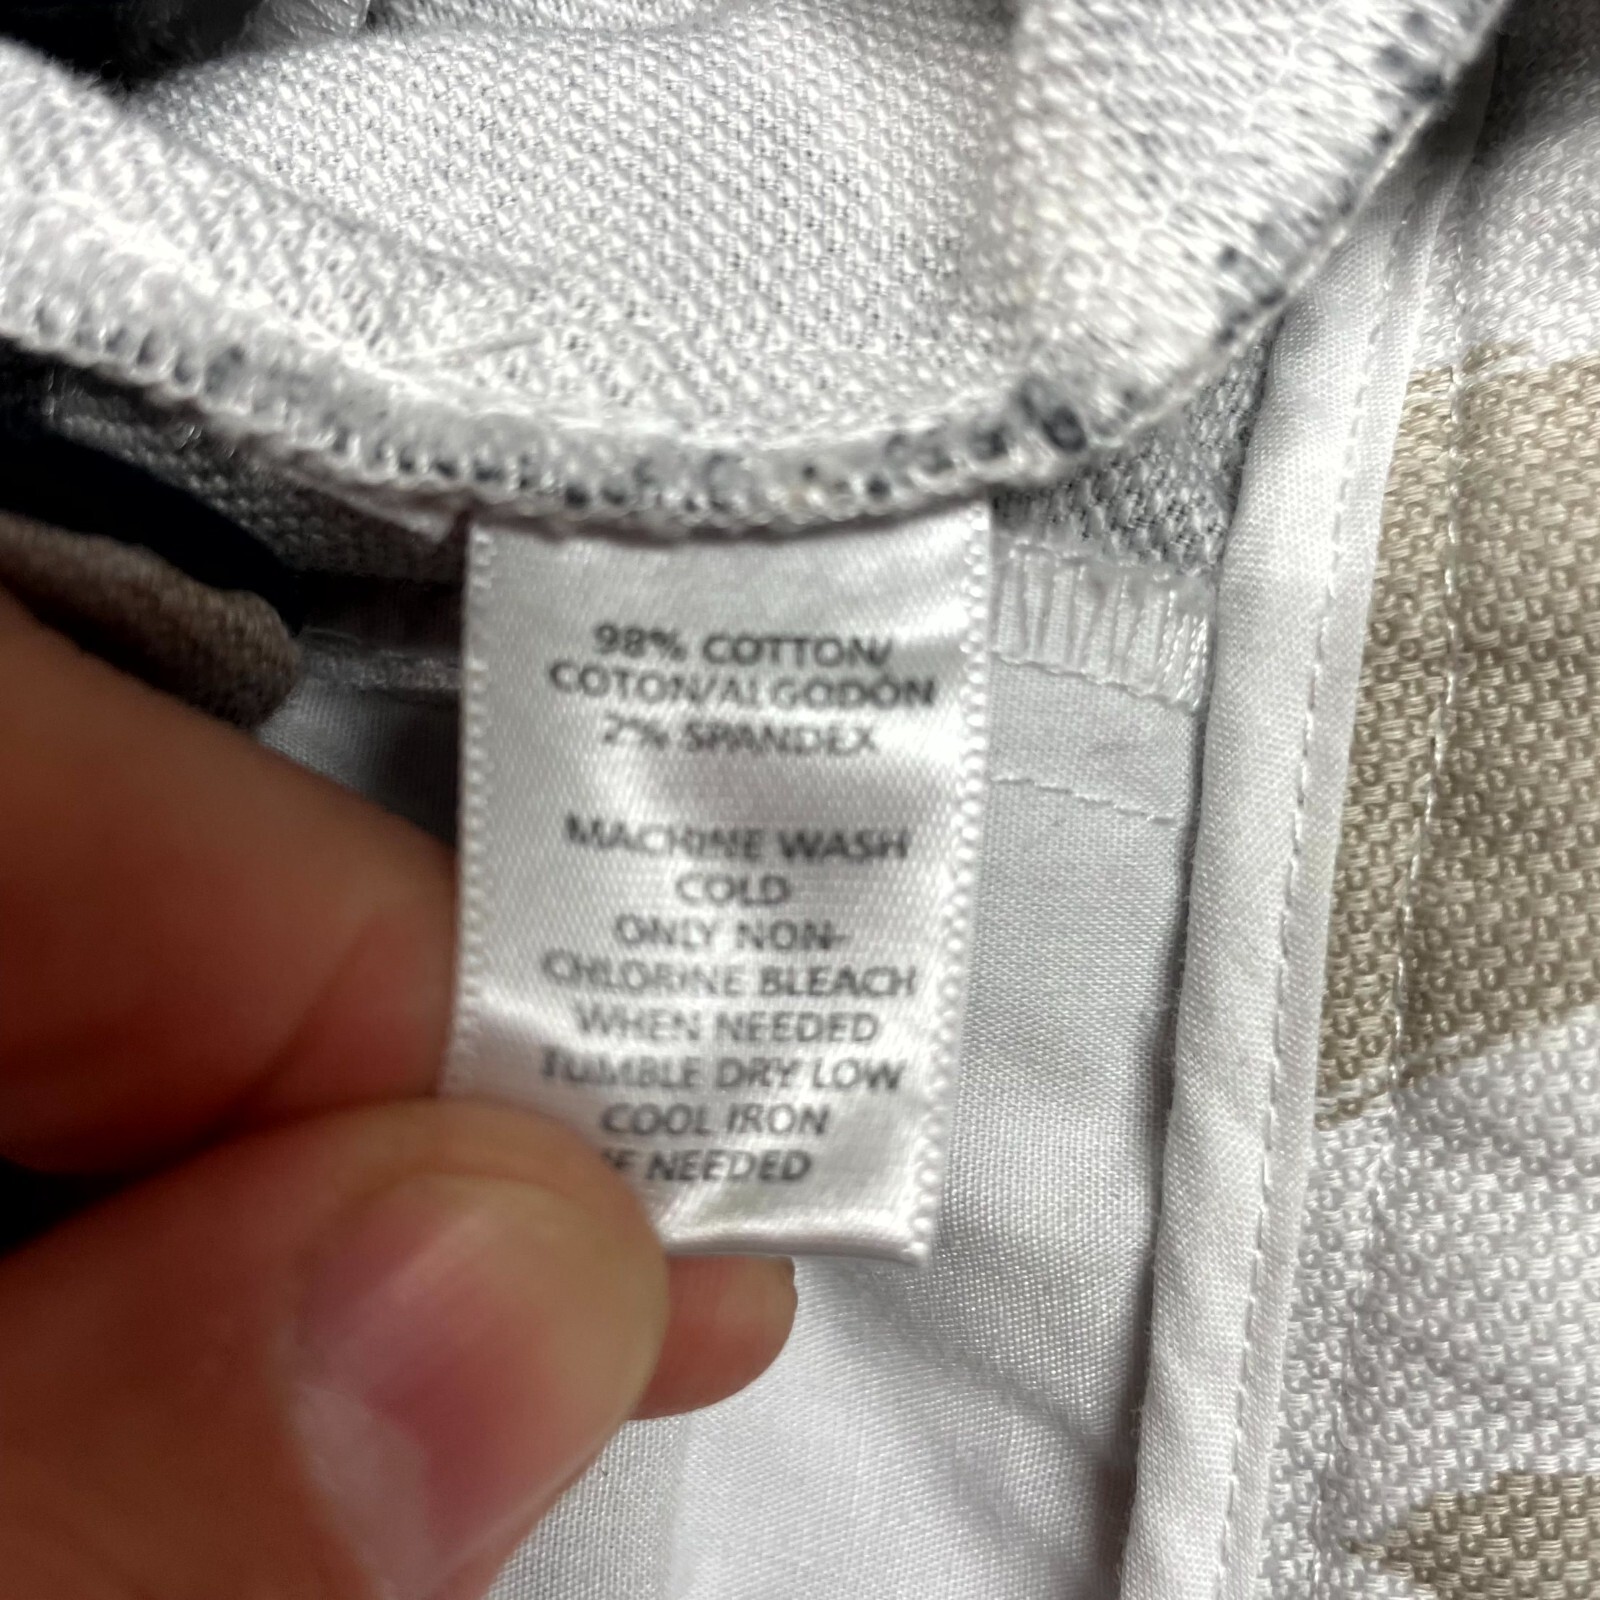 98% COTTON/
COTON/ALGODÓN
2% SPANDEX
MACHINE WASH
COLD
ONLY NON-
CHLORINE BLEACH
WHEN NEEDED
TUMBLE DRY LOW
COOL IRON
IF NEEDED